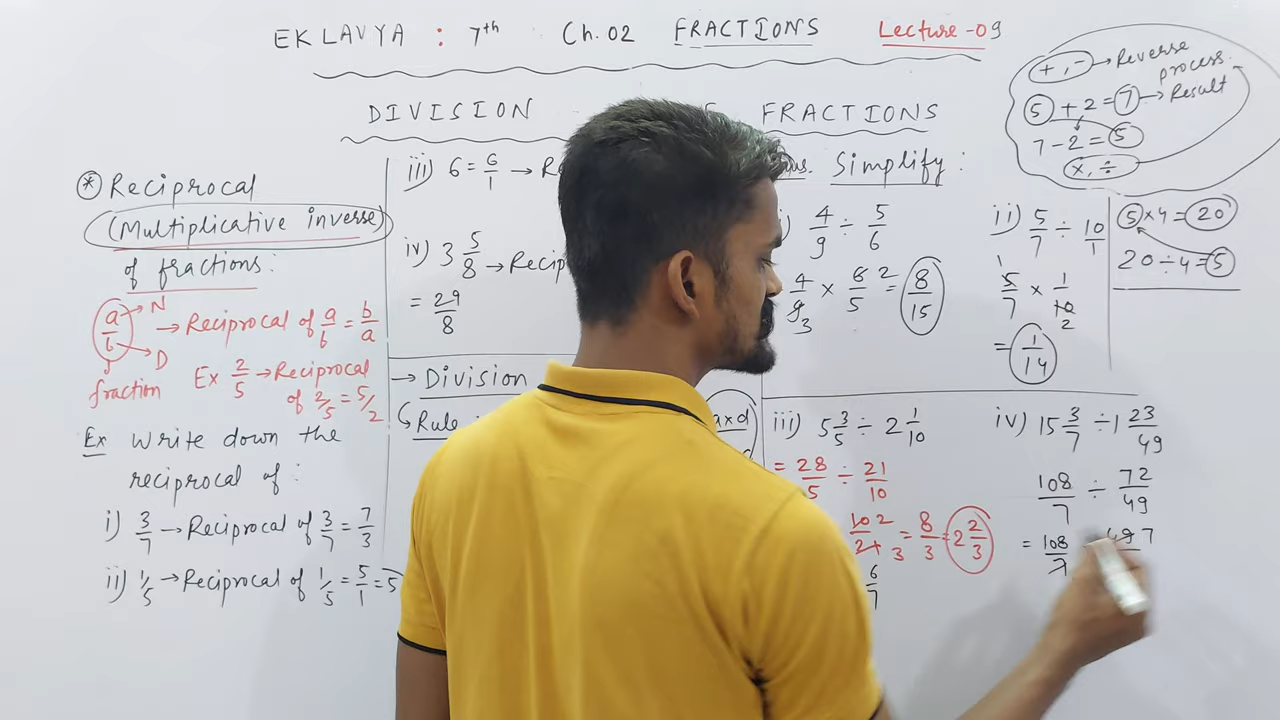 EKLAVYA : 7th Ch. 02 FRACTIONS Lecture - 09
DIVISION FRACTIONS
* Reciprocal
(Multiplicative inverse)
of fractions:
a/b → N
→ D
fraction
→ Reciprocal of a/b = b/a
Ex 2/5 → Reciprocal
of 2/5 = 5/2
Ex Write down the
reciprocal of:
i) 3/7 → Reciprocal of 3/7 = 7/3
ii) 1/5 → Reciprocal of 1/5 = 5/1 = 5
iii) 6 = 6/1 →
iv) 3 5/8 →
= 29/8
→ Division
Rule
axd
Simplify:
i) 4/9 ÷ 5/6
4/9 3 × 6/5 2 = 8/15
ii) 5/7 ÷ 10/1
1 5/7 × 1/10 2
= 1/14
iii) 5 3/5 ÷ 2 1/10
= 28/5 ÷ 21/10
10 2/21 3 = 8/3 = 2 2/3
6/7
iv) 15 3/7 ÷ 1 23/49
108/7 ÷ 72/49
= 108/7 49 7
+, - → Reverse
process.
5 + 2 = 7 → Result
7 - 2 = 5
×, ÷
5 × 4 = 20
20 ÷ 4 = 5